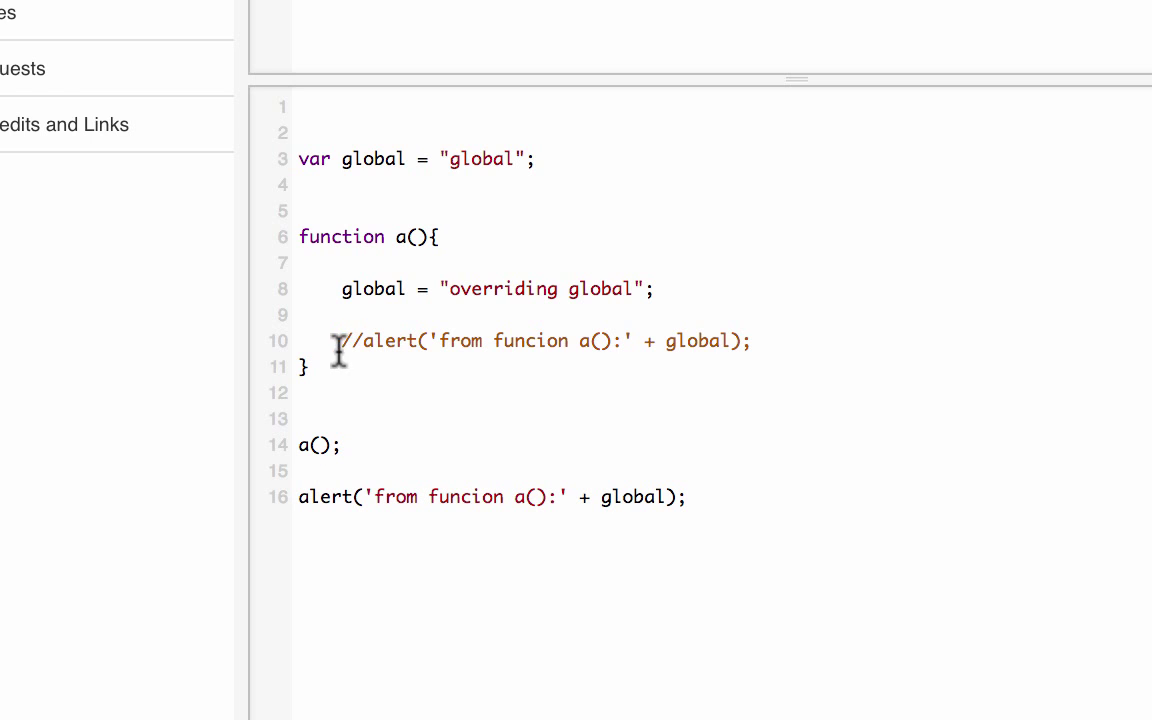 es
uests
edits and Links
1
2
3 var global = "global";
4
5
6 function a(){
7
8 global = "overriding global";
9
10 //alert('from funcion a():' + global);
11 }
12
13
14 a();
15
16 alert('from funcion a():' + global);